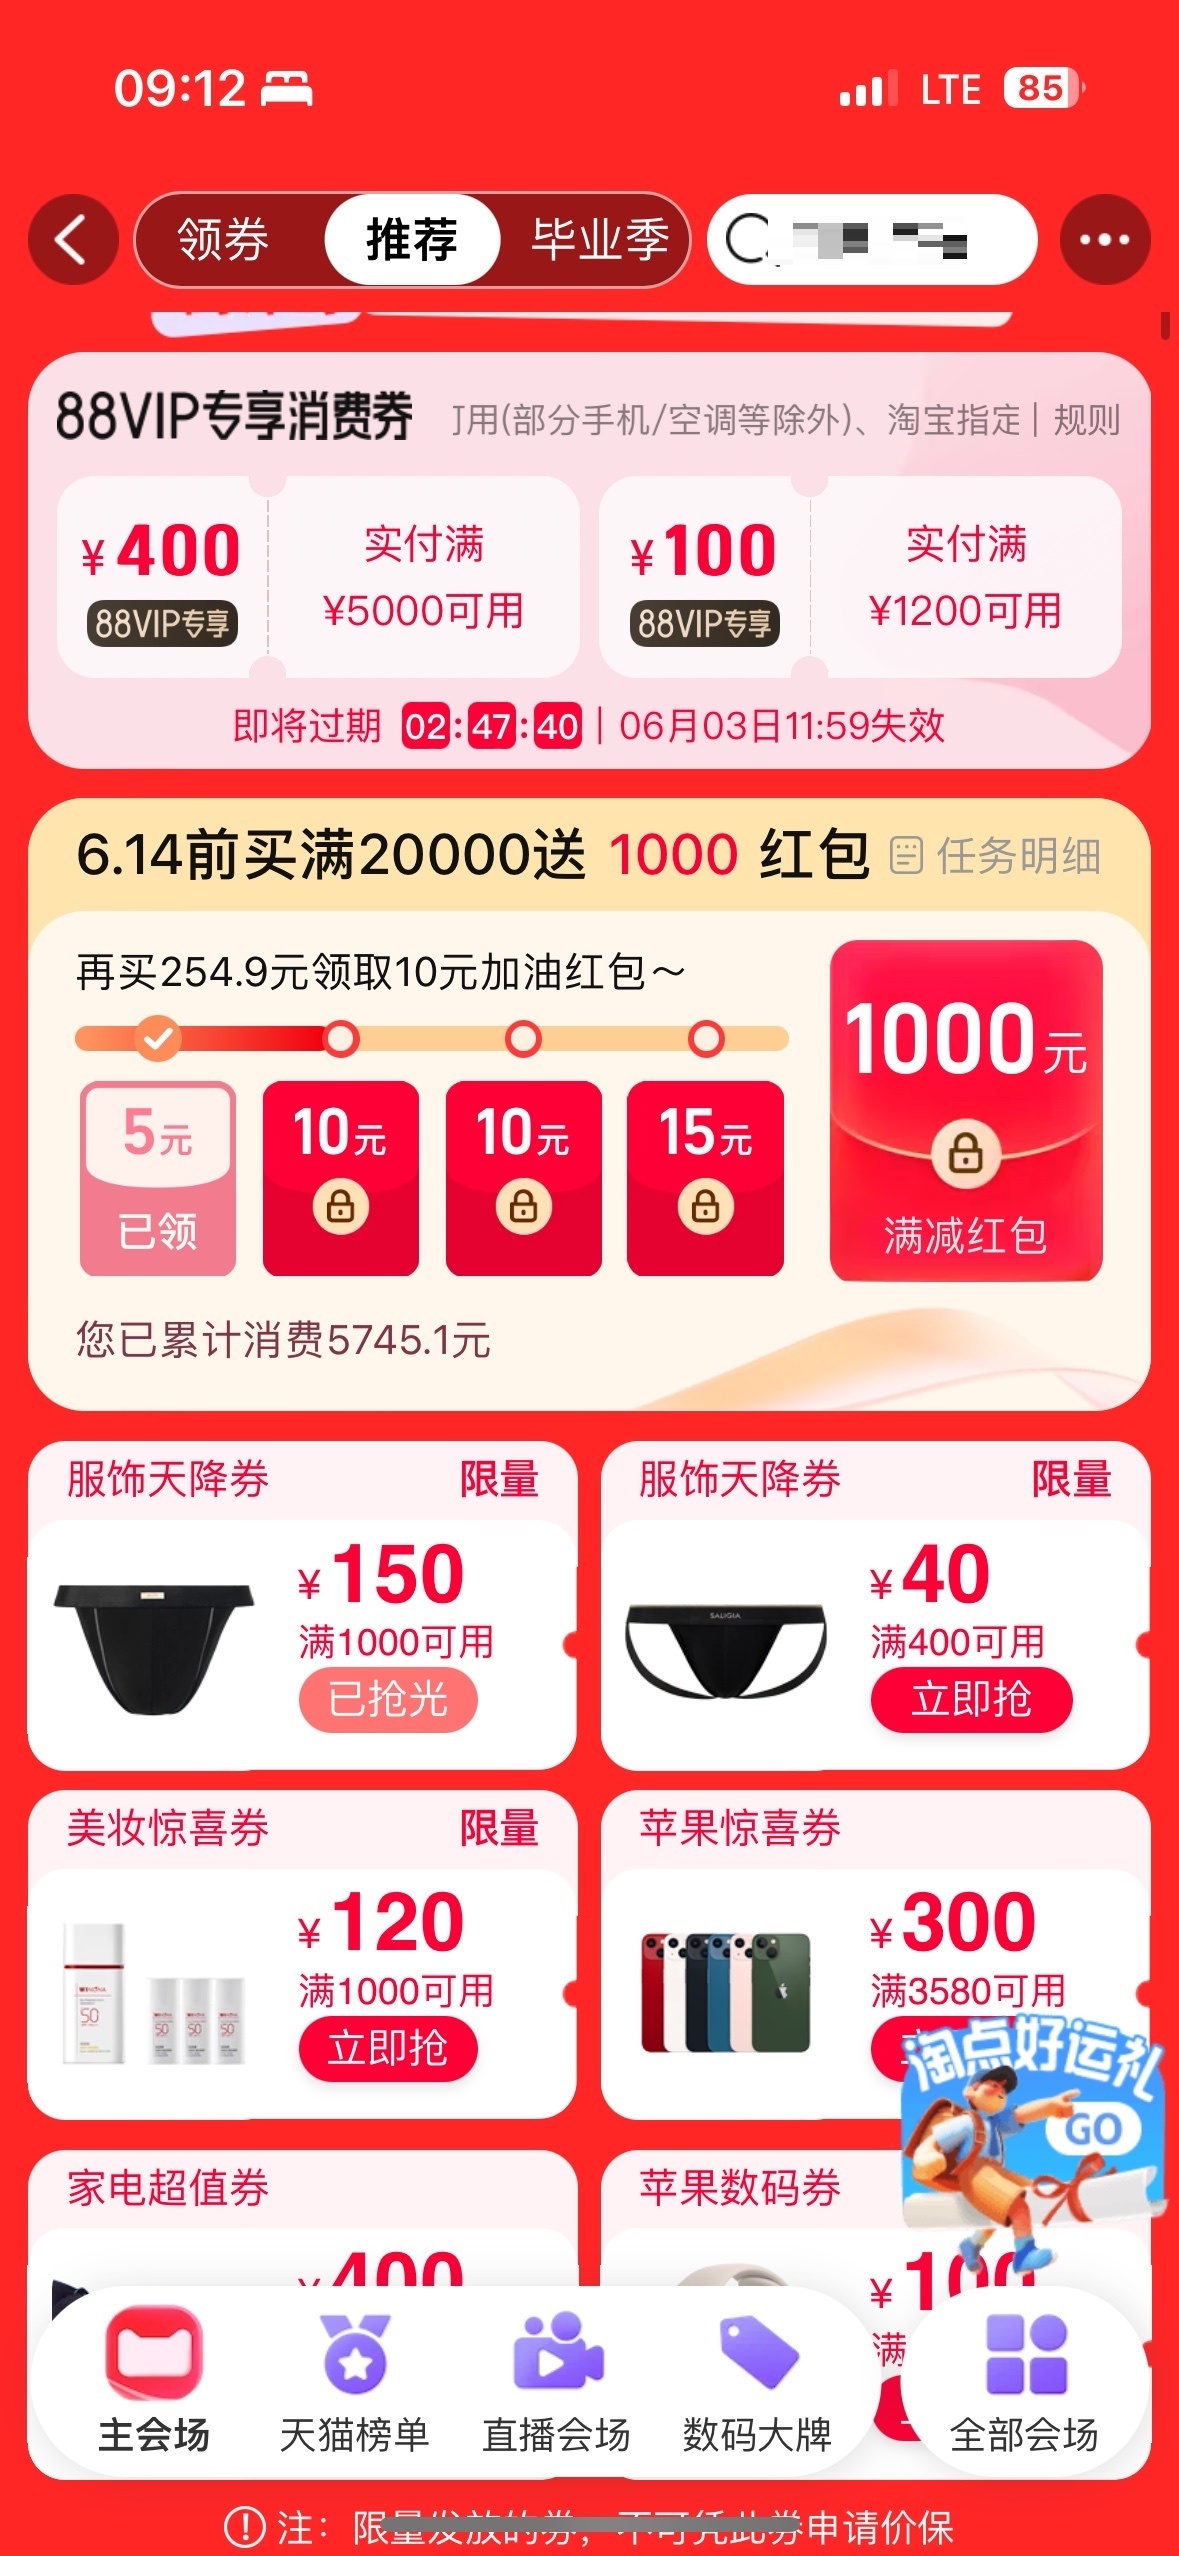 09:12
LTE
85
领券
推荐
毕业季
88VIP专享消费券
用(部分手机/空调等除外)、淘宝指定 | 规则
¥400
88VIP专享
实付满
¥5000可用
¥100
88VIP专享
实付满
¥1200可用
即将过期 02:47:40 | 06月03日11:59失效
6.14前买满20000送 1000 红包
任务明细
再买254.9元领取10元加油红包～
5元
已领
10元
10元
15元
1000元
满减红包
您已累计消费5745.1元
服饰天降券
限量
¥150
满1000可用
已抢光
服饰天降券
限量
SALIGIA
¥40
满400可用
立即抢
美妆惊喜券
限量
WINONA
50
50
50
50
¥120
满1000可用
立即抢
苹果惊喜券
¥300
满3580可用
淘点好运礼
GO
家电超值券
¥400
苹果数码券
¥100
满
主会场
天猫榜单
直播会场
数码大牌
全部会场
注：限量发放的券，不可凭此券申请价保